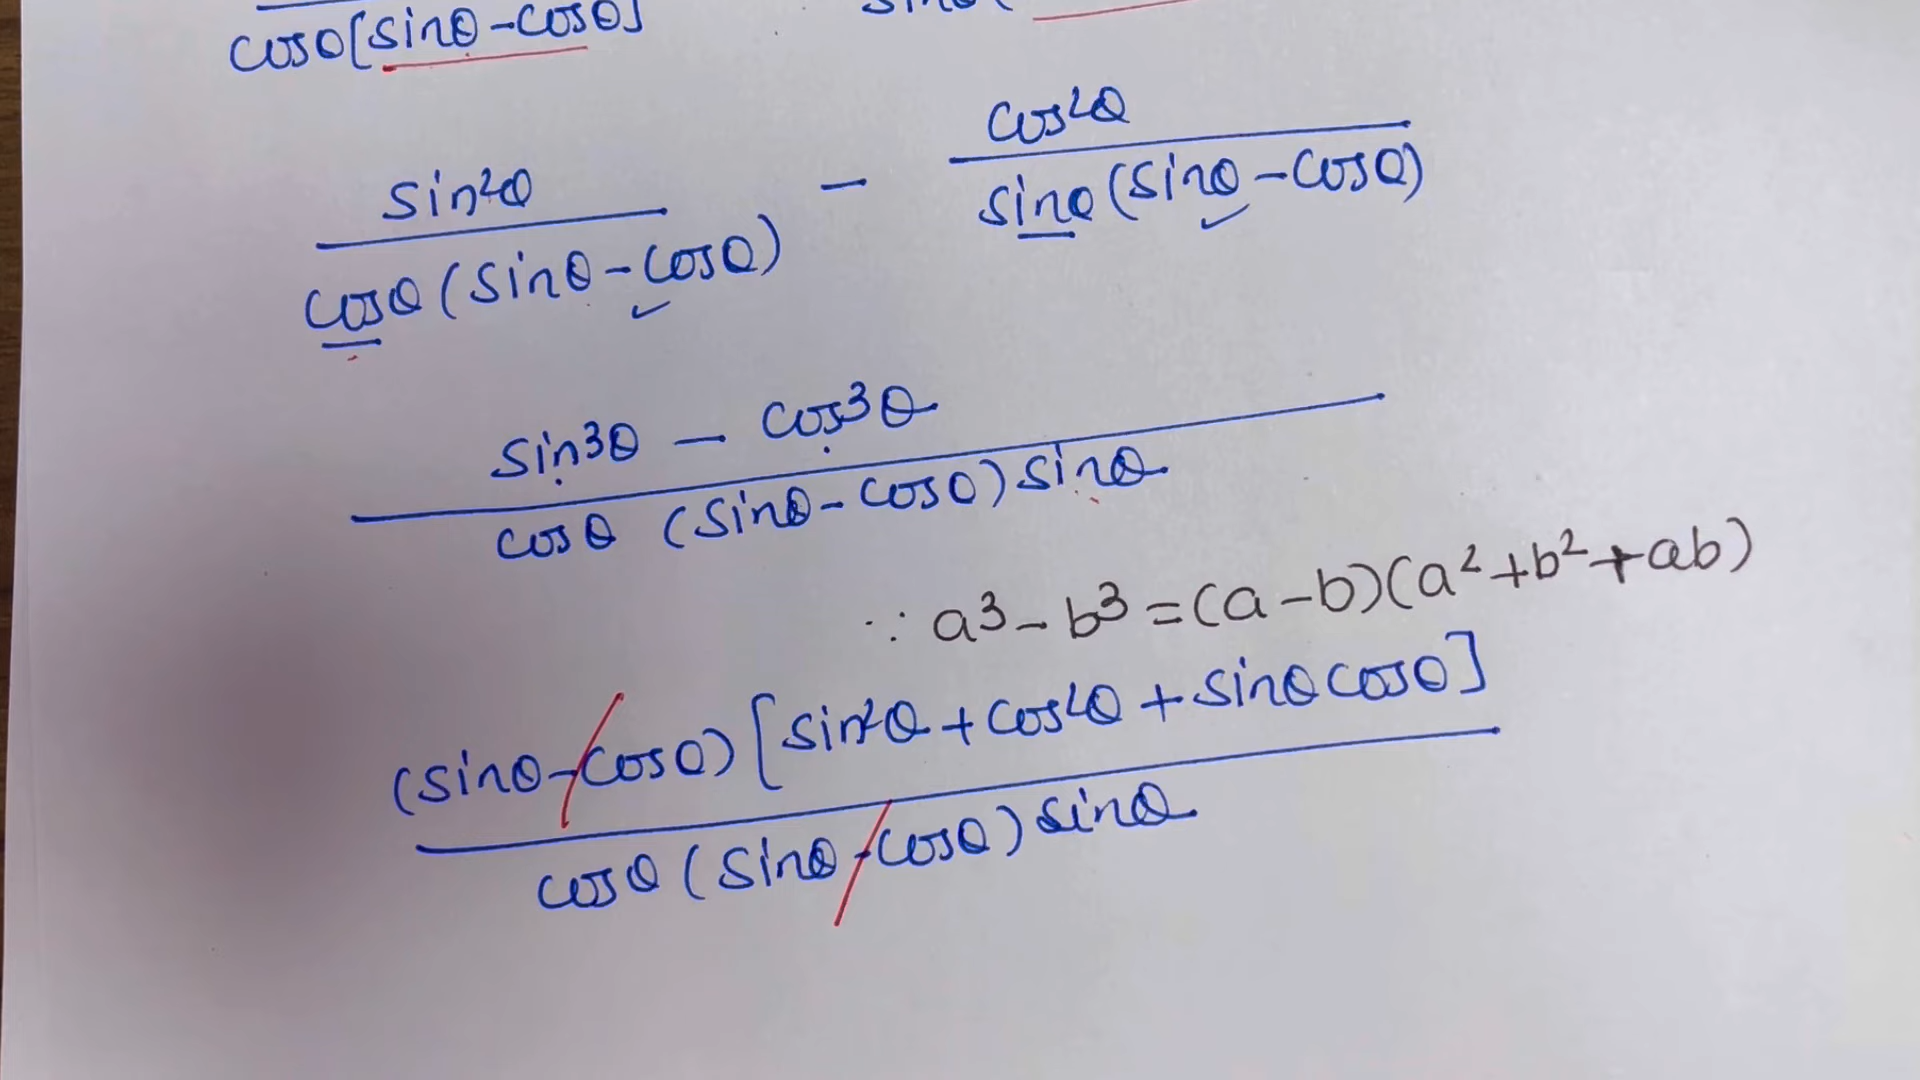 cosθ[sinθ-cosθ]
sin²θ / cosθ(sinθ-cosθ) - cos²θ / sinθ(sinθ-cosθ)
sin³θ - cos³θ
cosθ (sinθ-cosθ) sinθ
∵ a³-b³=(a-b)(a²+b²+ab)
(sinθ-cosθ)[sin²θ+cos²θ+sinθcosθ]
cosθ(sinθ-cosθ)sinθ